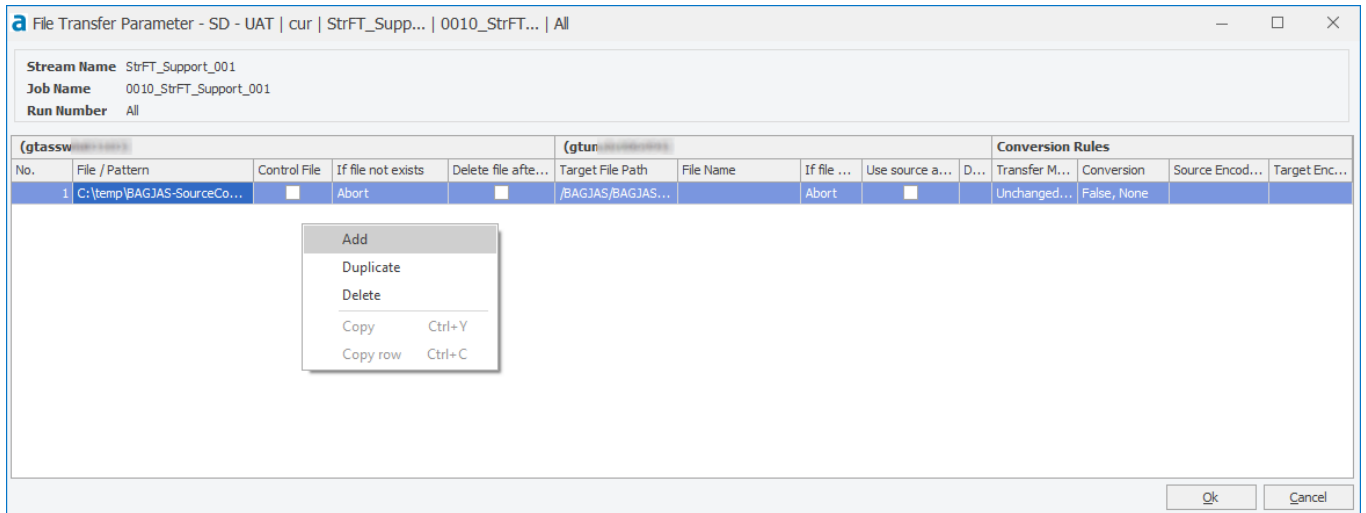 a File Transfer Parameter - SD - UAT | cur | StrFT_Supp... | 0010_StrFT... | All
Stream Name StrFT_Support_001
Job Name 0010_StrFT_Support_001
Run Number All
(gtassw (gtun Conversion Rules
No. File / Pattern Control File If file not exists Delete file afte... Target File Path File Name If file ... Use source a... D... Transfer M... Conversion Source Encod... Target Enc...
1 C:\temp\BAGJAS-SourceCo... Abort /BAGJAS/BAGJAS... Abort Unchanged... False, None
Add
Duplicate
Delete
Copy Ctrl+Y
Copy row Ctrl+C
Ok Cancel